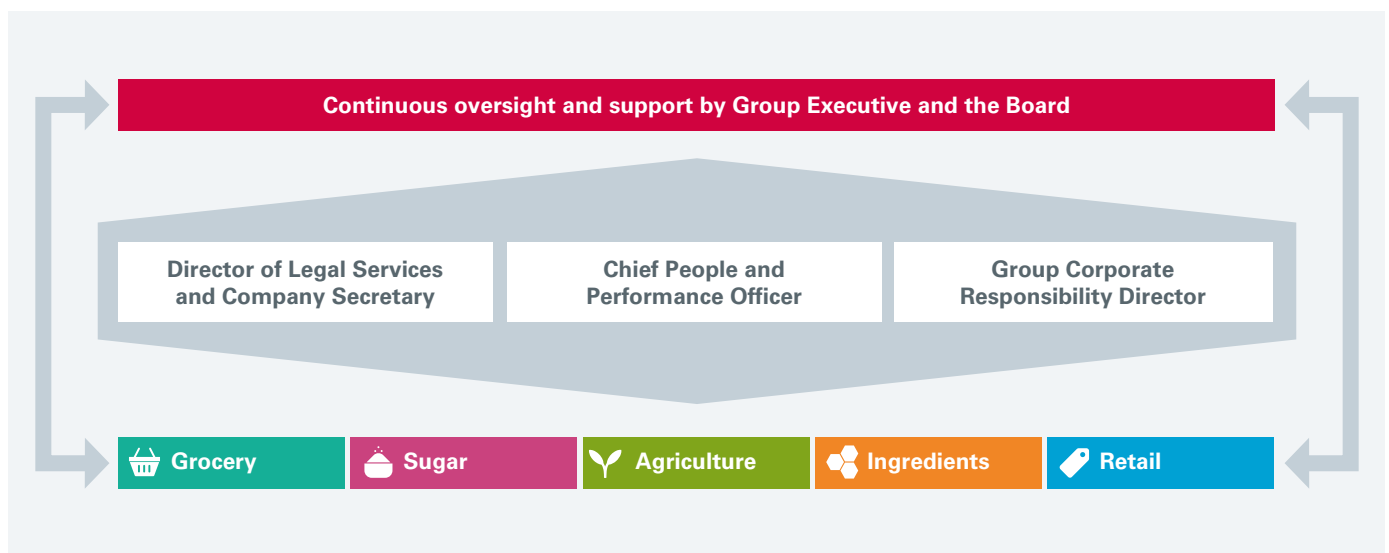 Continuous oversight and support by Group Executive and the Board
Director of Legal Services
and Company Secretary
Chief People and
Performance Officer
Group Corporate
Responsibility Director
Grocery
Sugar
Agriculture
Ingredients
Retail